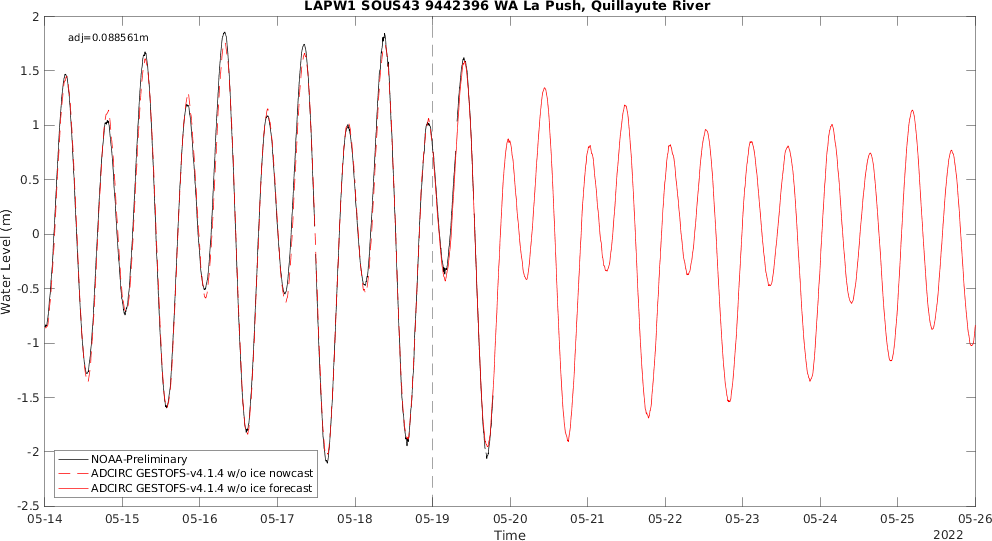 LAPW1 SOUS43 9442396 WA La Push, Quillayute River
adj=0.088561m
2
1.5
1
0.5
0
-0.5
-1
-1.5
-2
-2.5
Water Level (m)
NOAA-Preliminary
ADCIRC GESTOFS-v4.1.4 w/o ice nowcast
ADCIRC GESTOFS-v4.1.4 w/o ice forecast
05-14 05-15 05-16 05-17 05-18 05-19 05-20 05-21 05-22 05-23 05-24 05-25 05-26
Time
2022